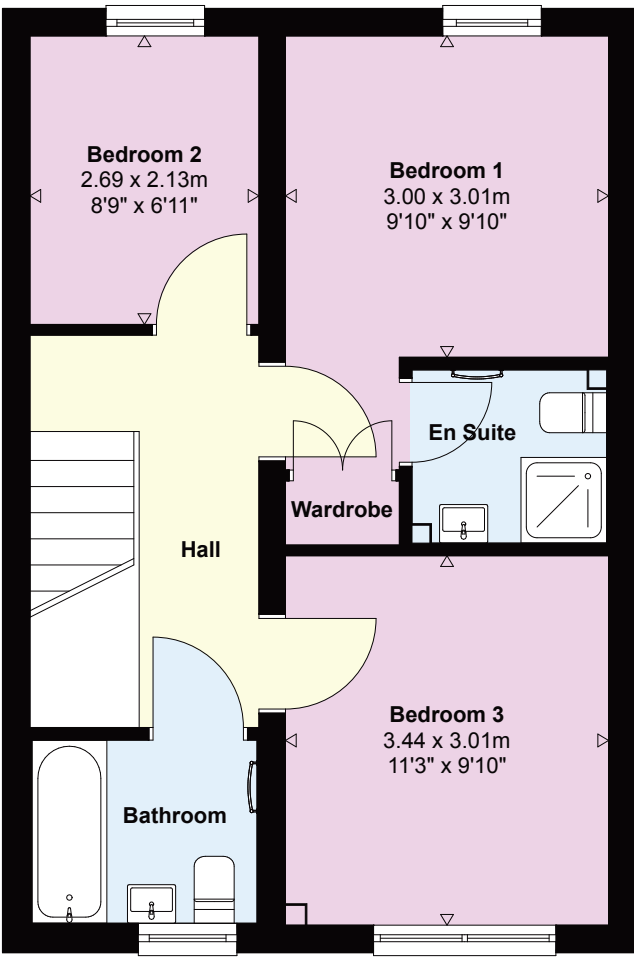 Bedroom 2
2.69 x 2.13m
8'9" x 6'11"
Bedroom 1
3.00 x 3.01m
9'10" x 9'10"
En Suite
Wardrobe
Hall
Bedroom 3
3.44 x 3.01m
11'3" x 9'10"
Bathroom